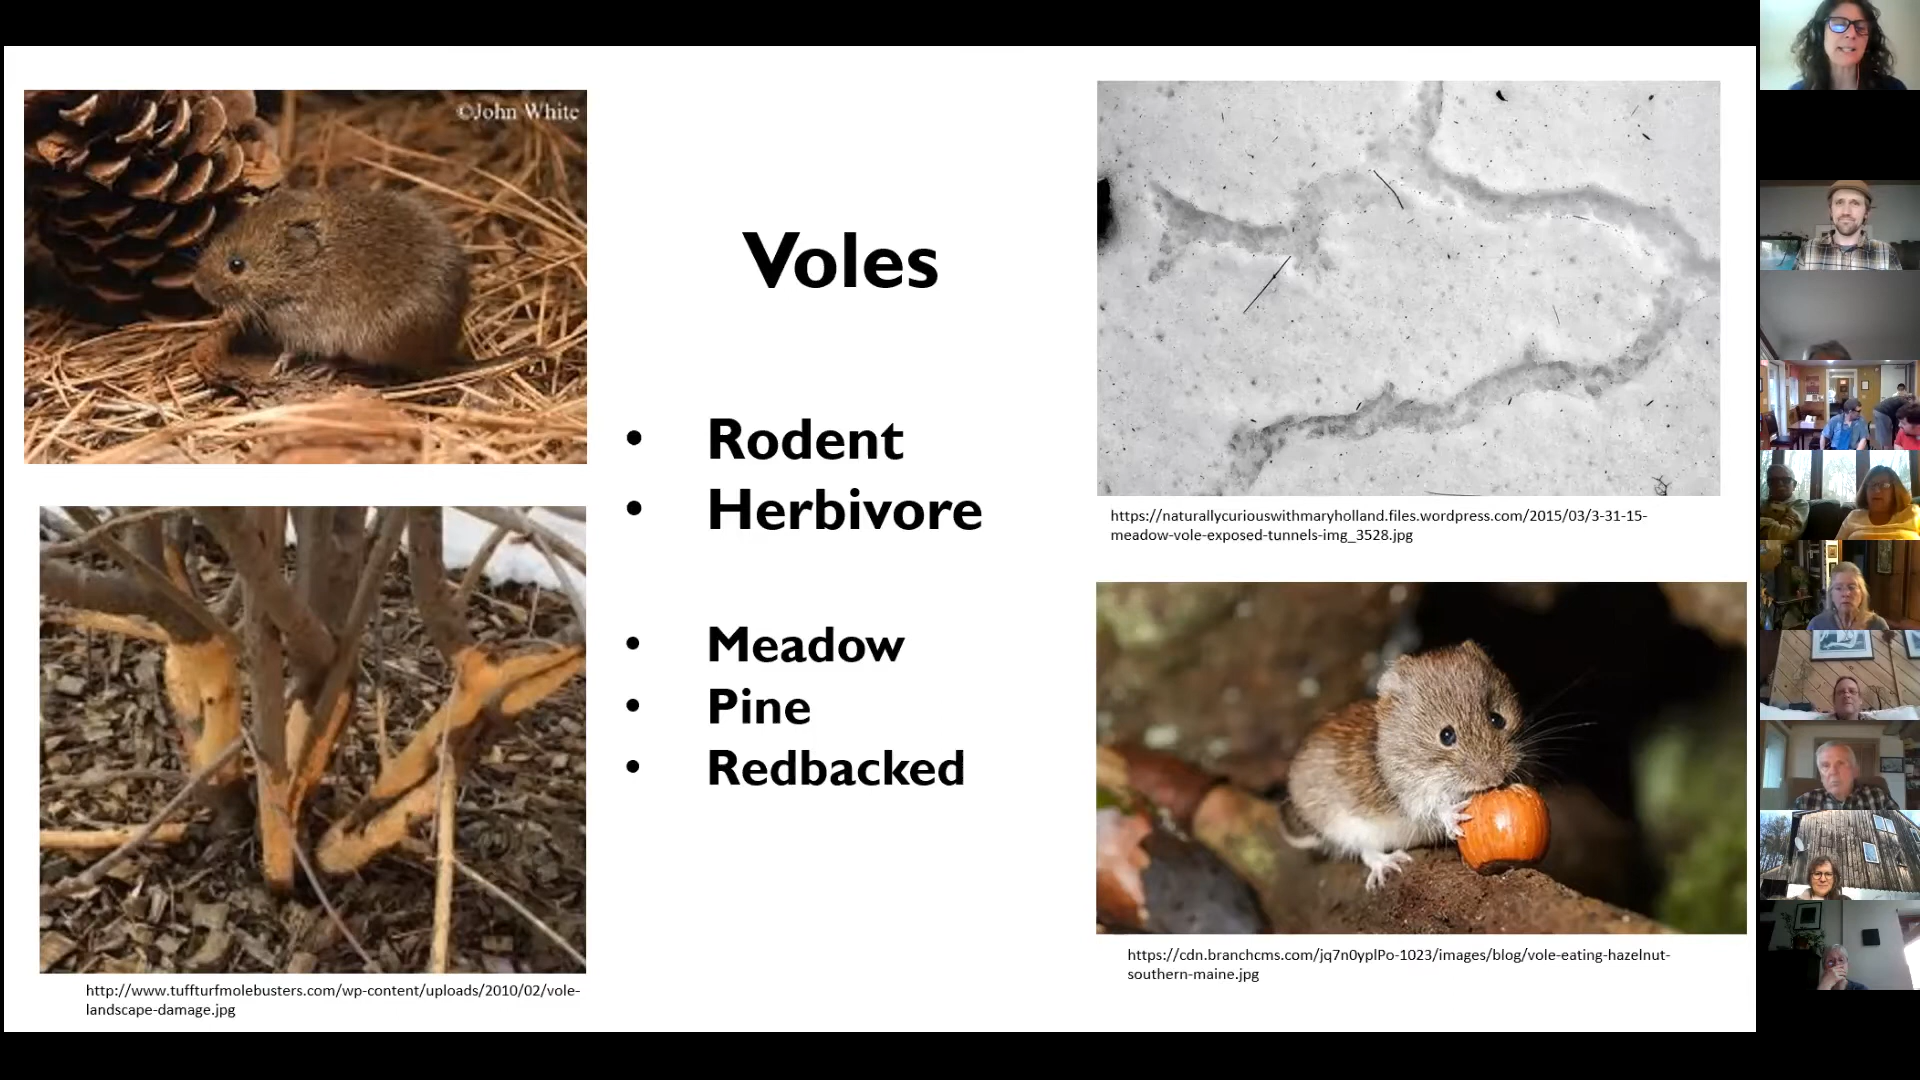 ©John White
Voles
• Rodent
• Herbivore
• Meadow
• Pine
• Redbacked
http://www.tuffturfmolebusters.com/wp-content/uploads/2010/02/vole-
landscape-damage.jpg
https://naturallycuriouswithmaryholland.files.wordpress.com/2015/03/3-31-15-
meadow-vole-exposed-tunnels-img_3528.jpg
https://cdn.branchcms.com/jq7n0yplPo-1023/images/blog/vole-eating-hazelnut-
southern-maine.jpg